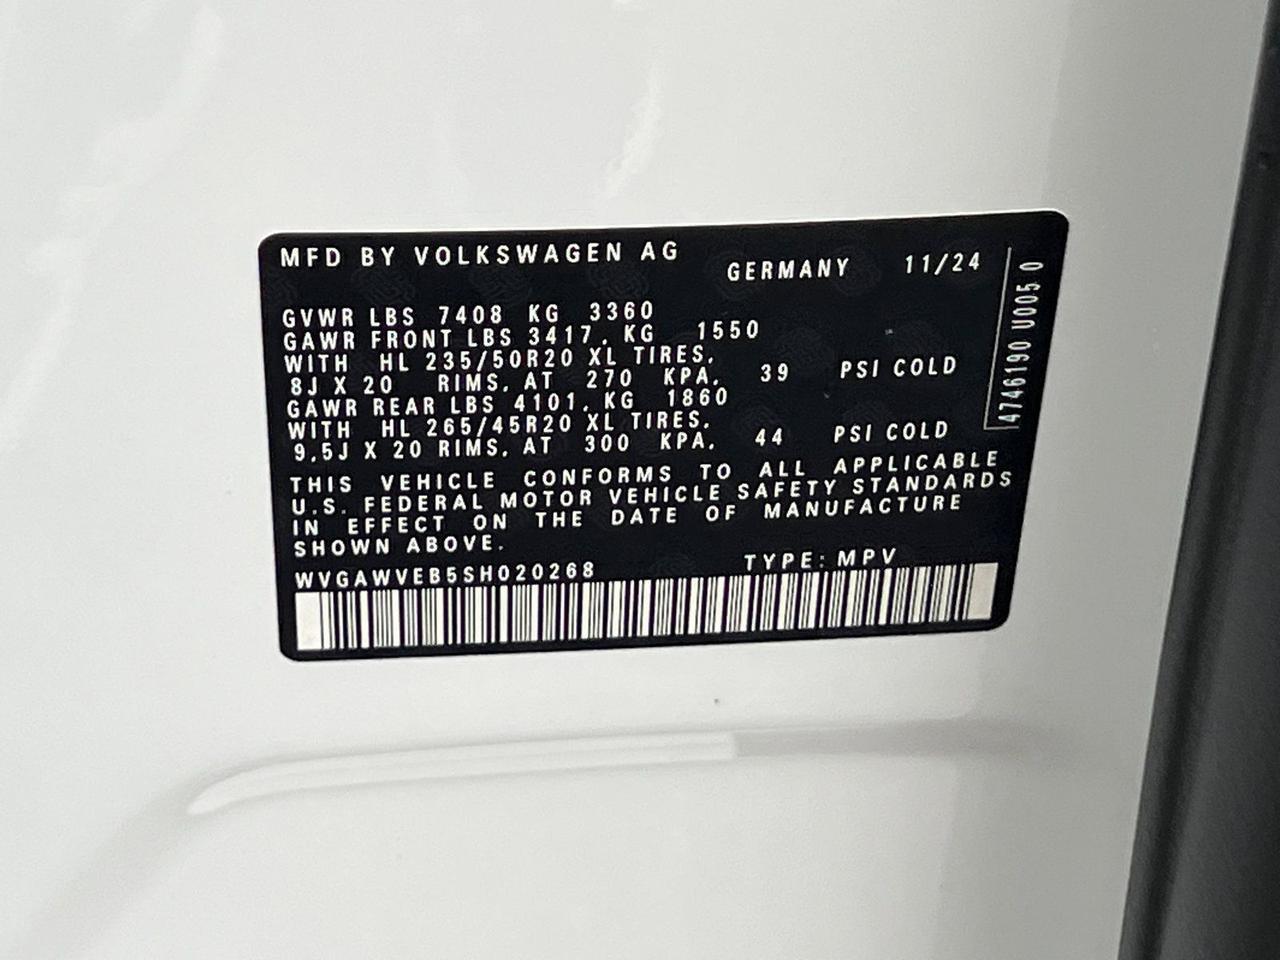 MFD BY VOLKSWAGEN AG
GERMANY 11/24
GVWR LBS 7408 KG 3360
GAWR FRONT LBS 3417. KG 1550
WITH HL 235/50R20 XL TIRES.
8J X 20 RIMS. AT 270 KPA. 39 PSI COLD
GAWR REAR LBS 4101. KG 1860
WITH HL 265/45R20 XL TIRES.
9.5J X 20 RIMS. AT 300 KPA. 44 PSI COLD
THIS VEHICLE CONFORMS TO ALL APPLICABLE
U.S. FEDERAL MOTOR VEHICLE SAFETY STANDARDS
IN EFFECT ON THE DATE OF MANUFACTURE
SHOWN ABOVE.
WVGAWVEB5SH020268 TYPE: MPV
4746190 U005 0